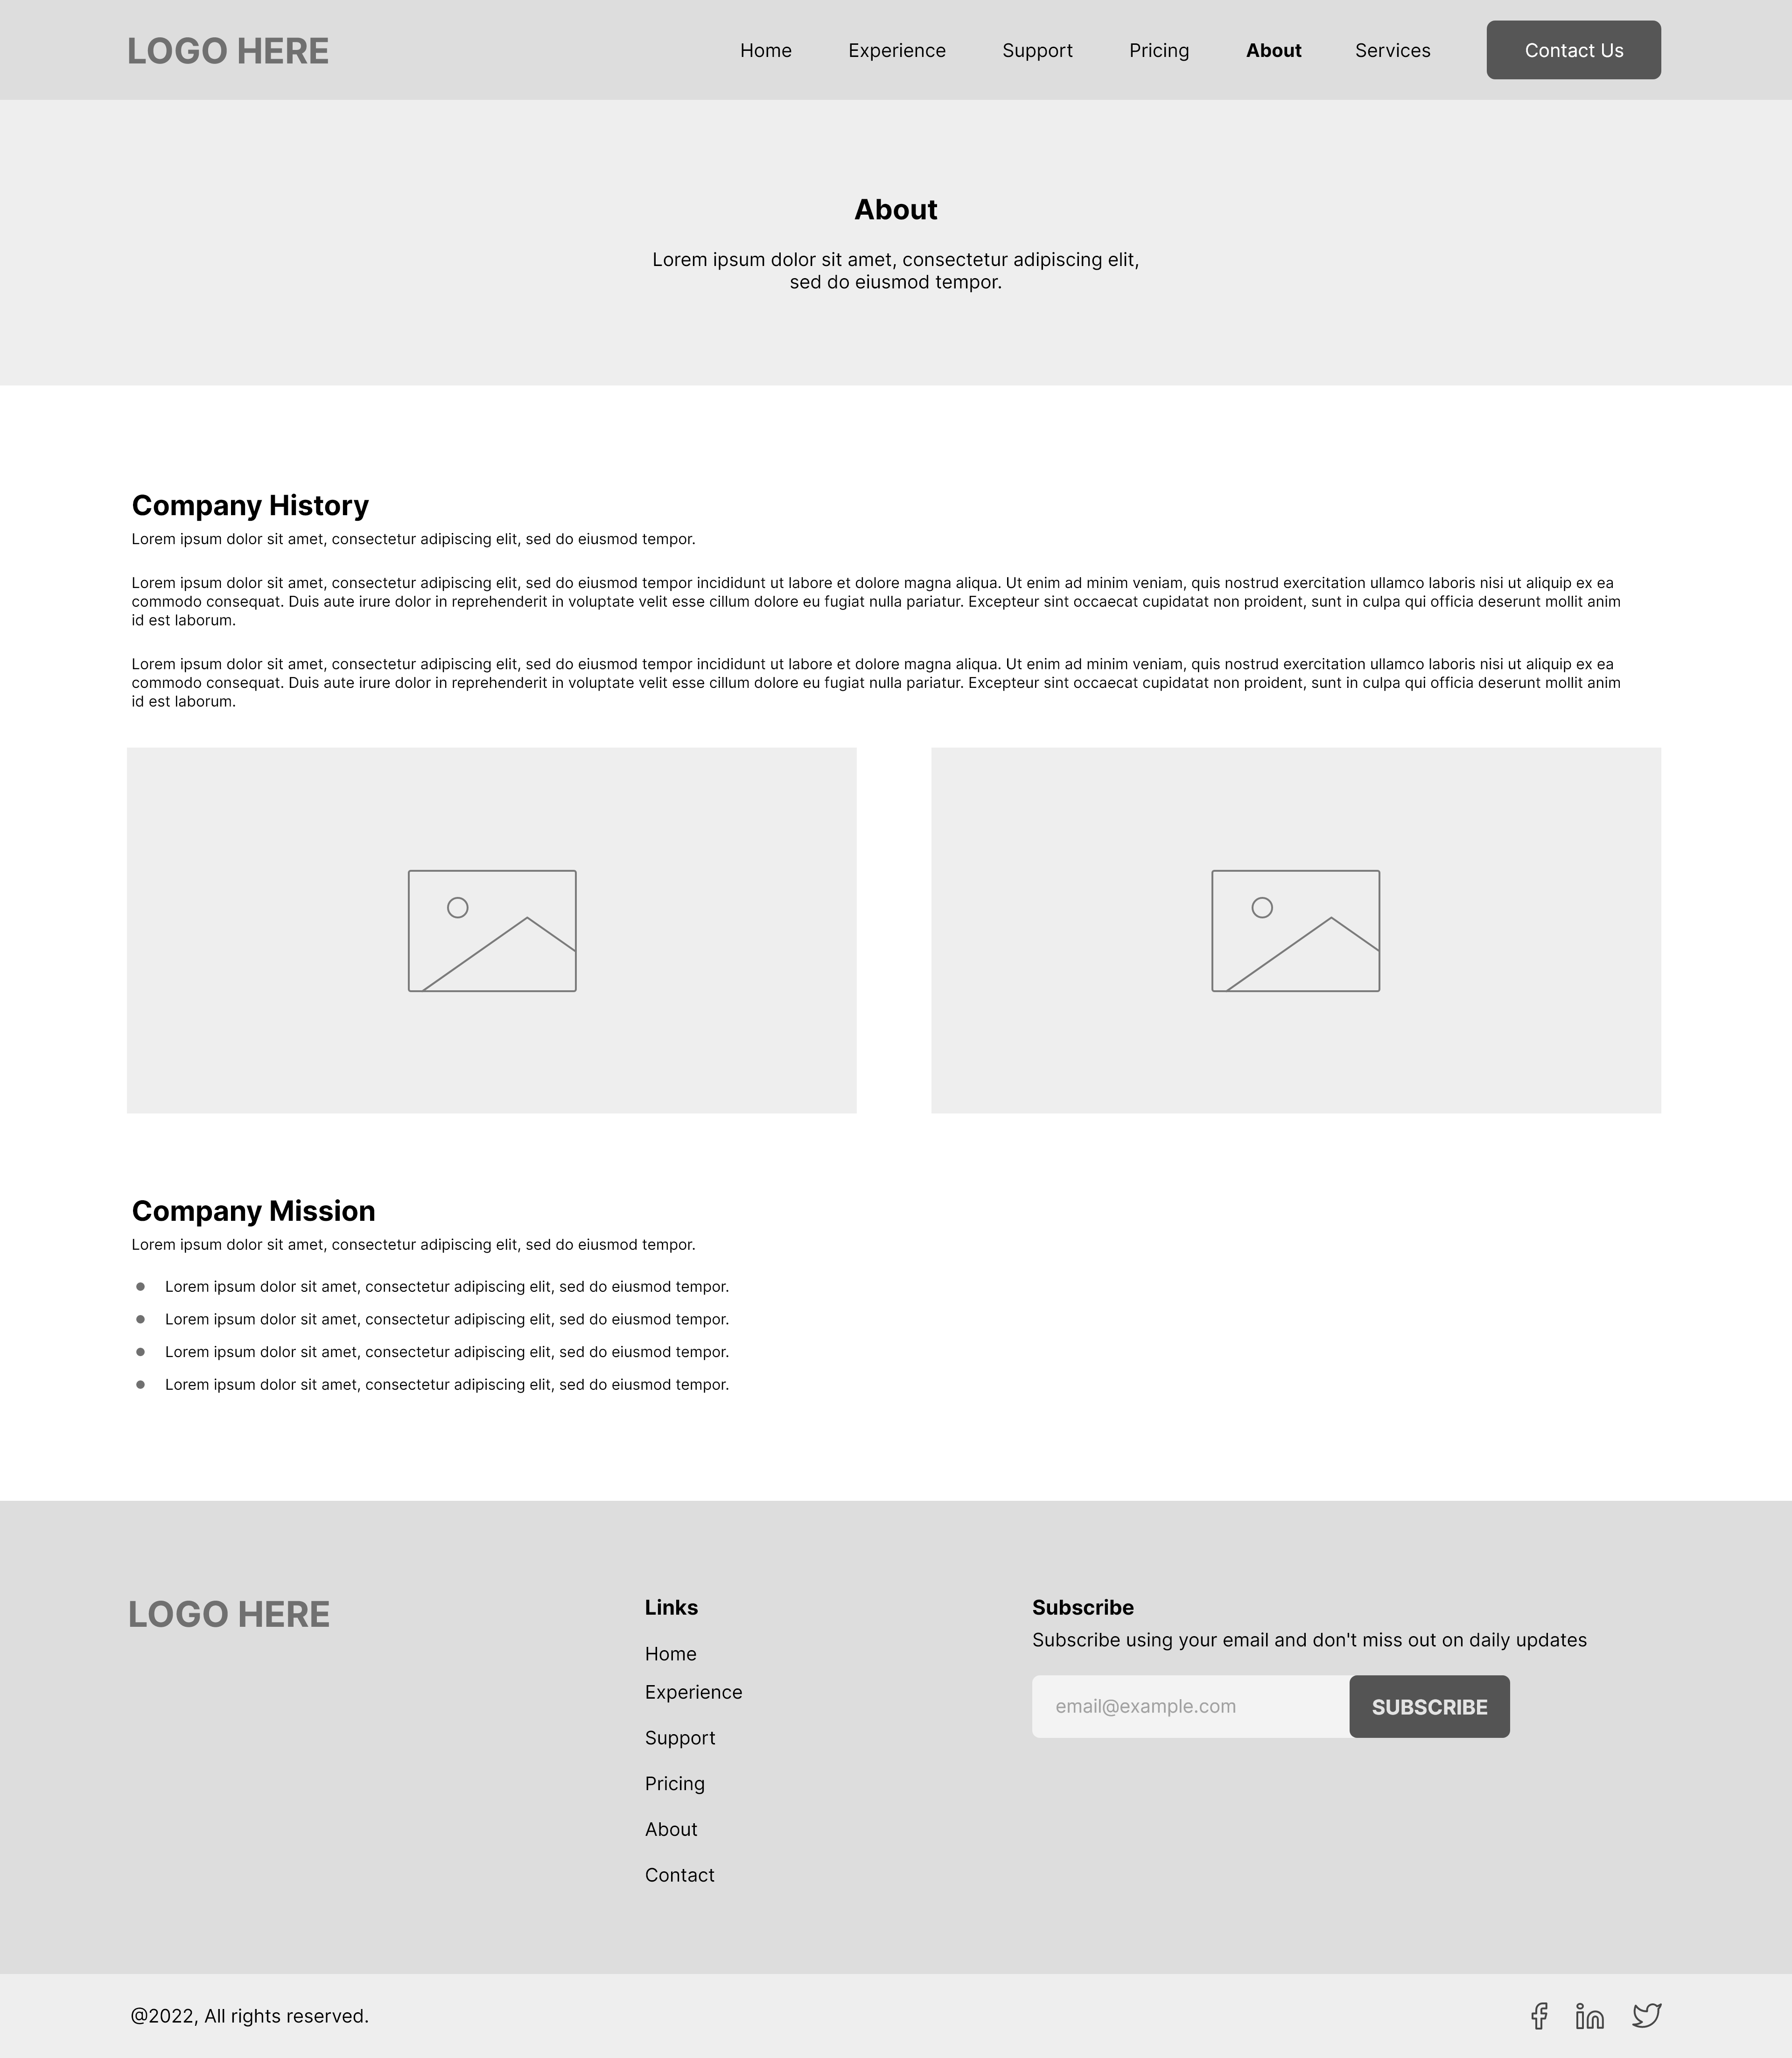 LOGO HERE
Home
Experience
Support
Pricing
About
Services
Contact Us
About
Lorem ipsum dolor sit amet, consectetur adipiscing elit,
sed do eiusmod tempor.
Company History
Lorem ipsum dolor sit amet, consectetur adipiscing elit, sed do eiusmod tempor.
Lorem ipsum dolor sit amet, consectetur adipiscing elit, sed do eiusmod tempor incididunt ut labore et dolore magna aliqua. Ut enim ad minim veniam, quis nostrud exercitation ullamco laboris nisi ut aliquip ex ea
commodo consequat. Duis aute irure dolor in reprehenderit in voluptate velit esse cillum dolore eu fugiat nulla pariatur. Excepteur sint occaecat cupidatat non proident, sunt in culpa qui officia deserunt mollit anim
id est laborum.
Lorem ipsum dolor sit amet, consectetur adipiscing elit, sed do eiusmod tempor incididunt ut labore et dolore magna aliqua. Ut enim ad minim veniam, quis nostrud exercitation ullamco laboris nisi ut aliquip ex ea
commodo consequat. Duis aute irure dolor in reprehenderit in voluptate velit esse cillum dolore eu fugiat nulla pariatur. Excepteur sint occaecat cupidatat non proident, sunt in culpa qui officia deserunt mollit anim
id est laborum.
Company Mission
Lorem ipsum dolor sit amet, consectetur adipiscing elit, sed do eiusmod tempor.
Lorem ipsum dolor sit amet, consectetur adipiscing elit, sed do eiusmod tempor.
Lorem ipsum dolor sit amet, consectetur adipiscing elit, sed do eiusmod tempor.
Lorem ipsum dolor sit amet, consectetur adipiscing elit, sed do eiusmod tempor.
Lorem ipsum dolor sit amet, consectetur adipiscing elit, sed do eiusmod tempor.
LOGO HERE
Links
Home
Experience
Support
Pricing
About
Contact
Subscribe
Subscribe using your email and don't miss out on daily updates
email@example.com
SUBSCRIBE
@2022, All rights reserved.